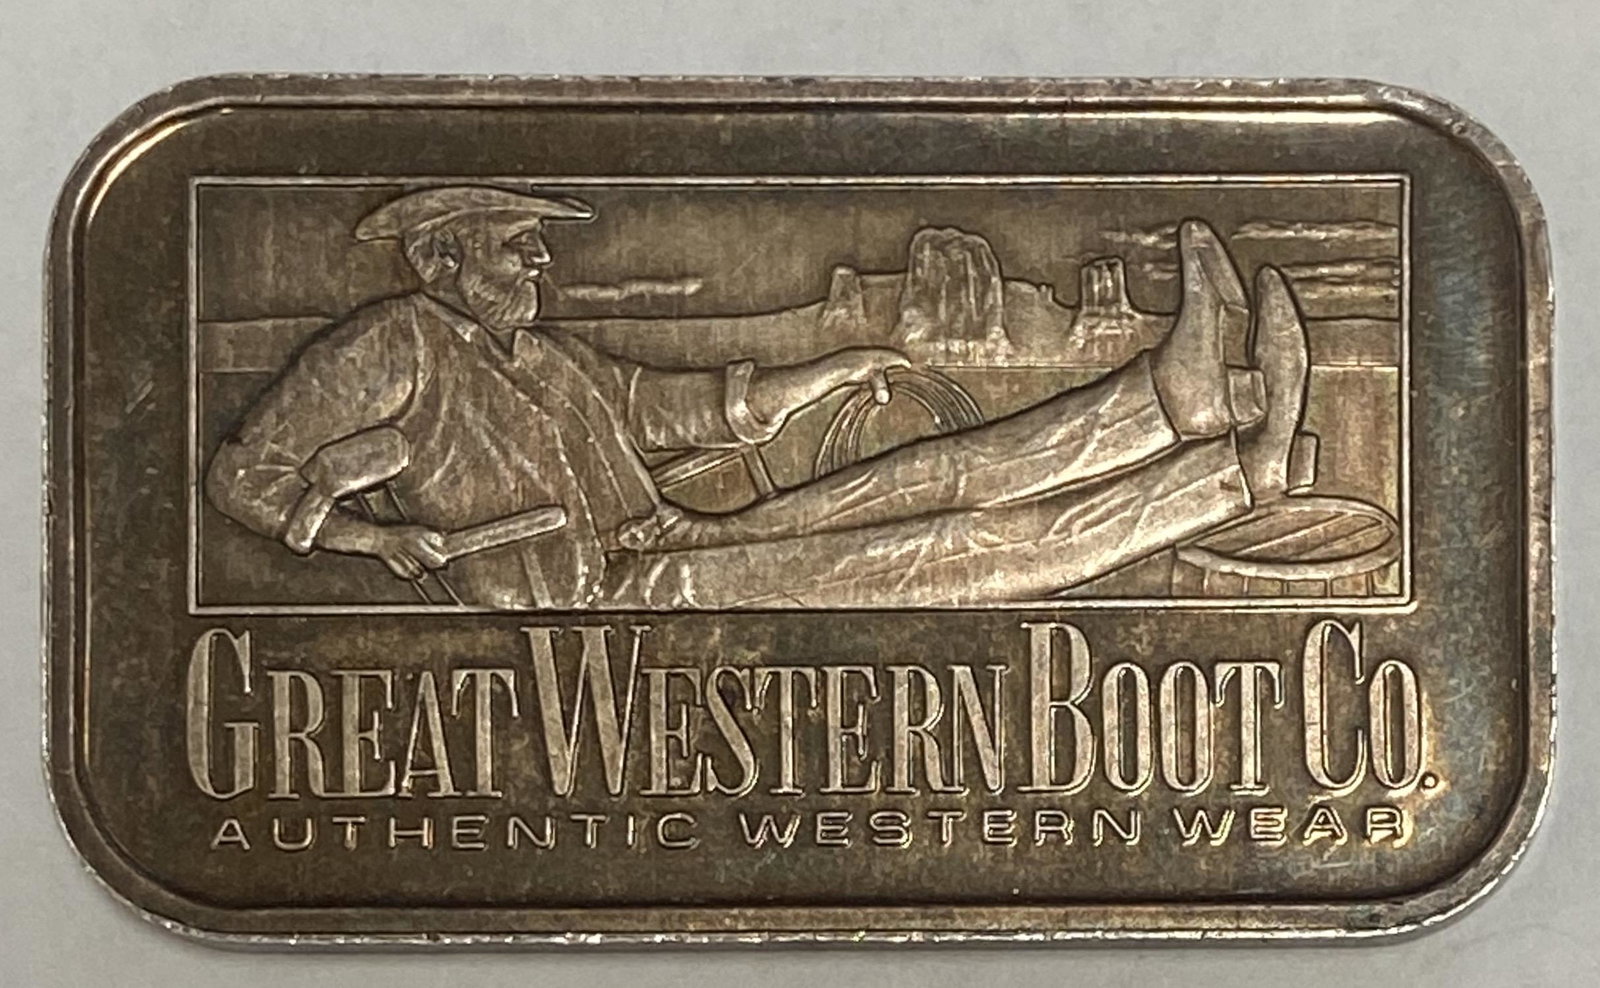 GREAT WESTERN BOOT CO.
AUTHENTIC WESTERN WEAR